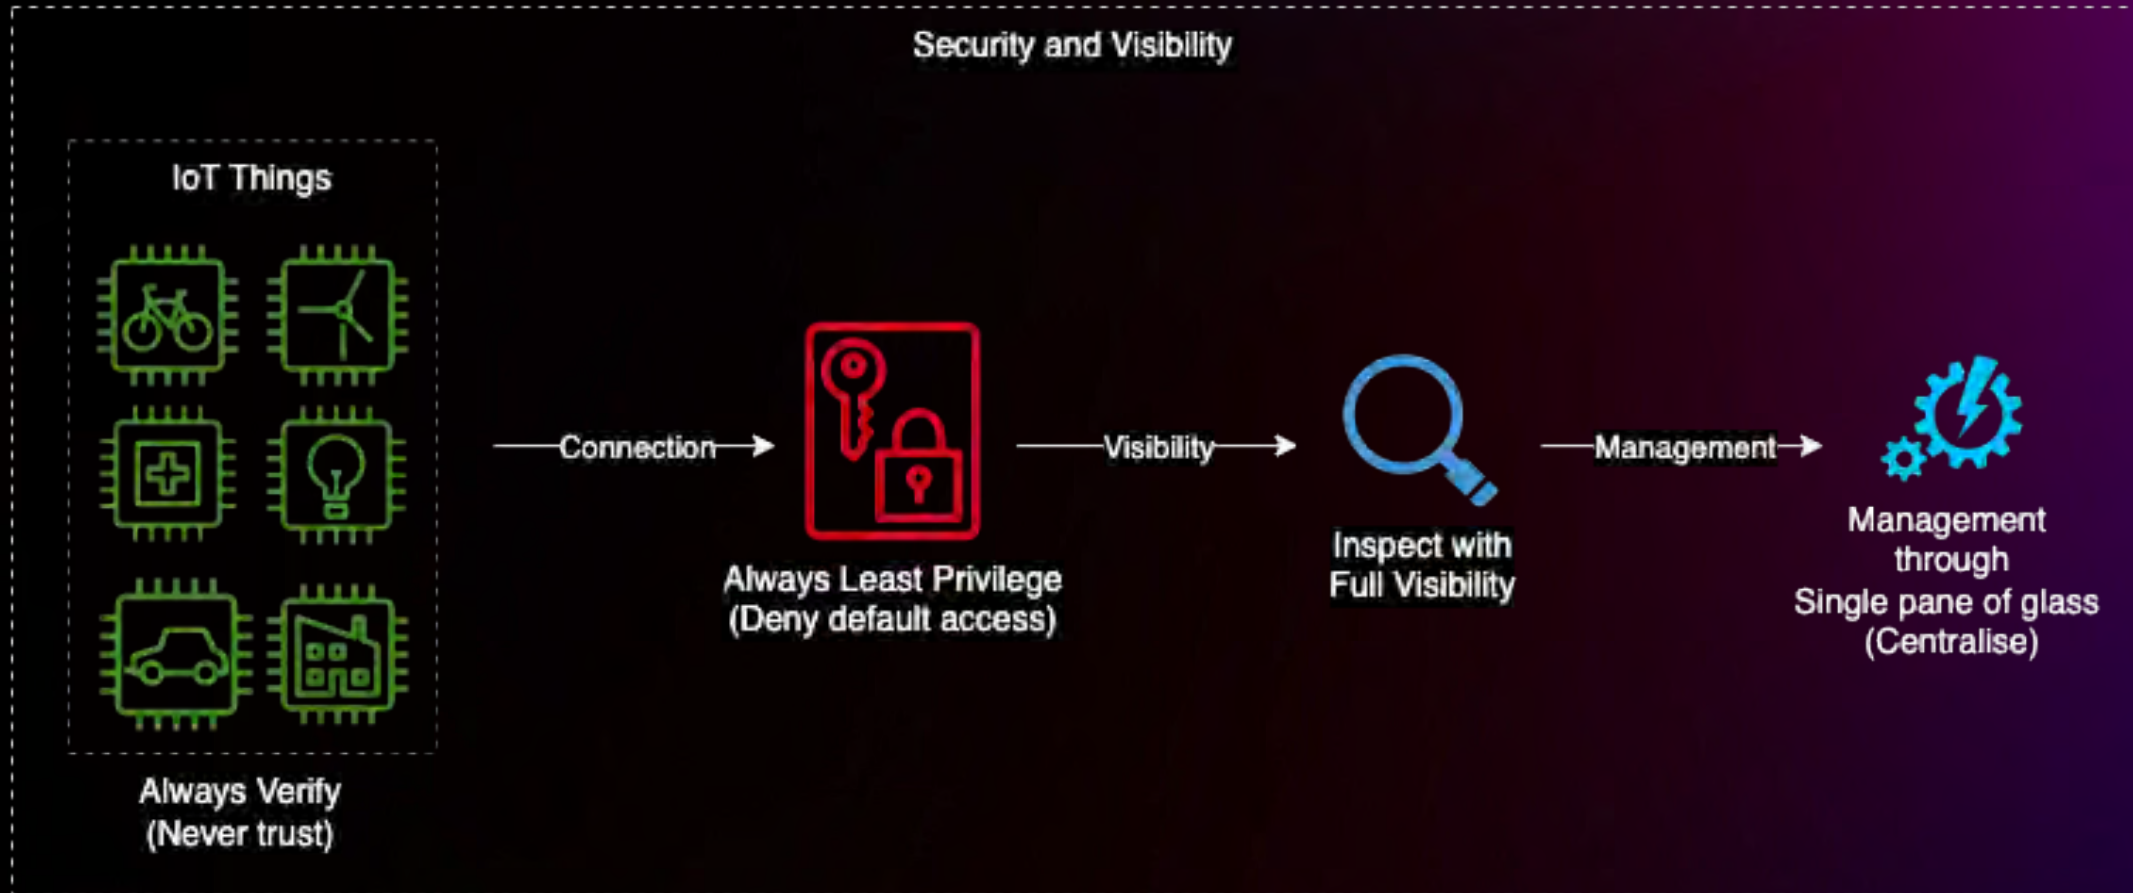 Security and Visibility
IoT Things
Always Verify
(Never trust)
Connection
Always Least Privilege
(Deny default access)
Visibility
Inspect with
Full Visibility
Management
Management
through
Single pane of glass
(Centralise)